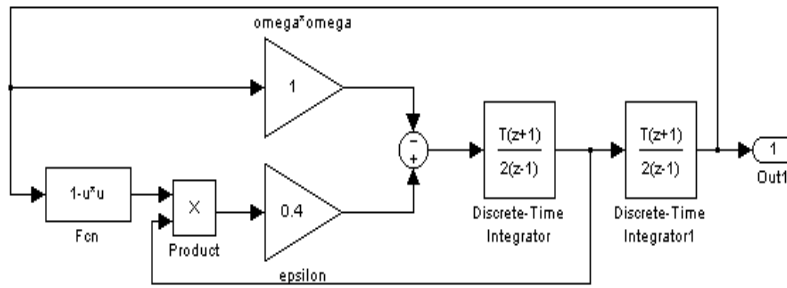 omega*omega
1
−
+
T(z+1)
2(z-1)
Discrete-Time
Integrator
T(z+1)
2(z-1)
Discrete-Time
Integrator1
1
Out1
1-u*u
Fcn
X
Product
0.4
epsilon